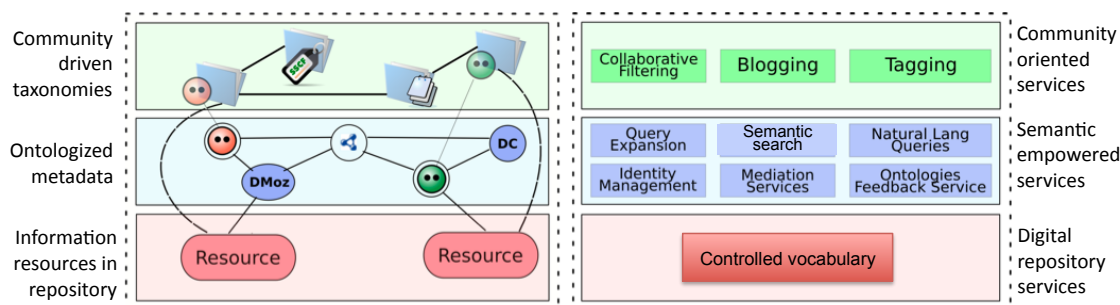 Community
driven
taxonomies
SSCF
Ontologized
metadata
DC
DMoz
Information
resources in
repository
Resource
Resource
Collaborative
Filtering
Blogging
Tagging
Community
oriented
services
Query
Expansion
Semantic
search
Natural Lang
Queries
Identity
Management
Mediation
Services
Ontologies
Feedback Service
Semantic
empowered
services
Controlled vocabulary
Digital
repository
services